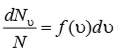 dN_υ / N = f(υ)dυ